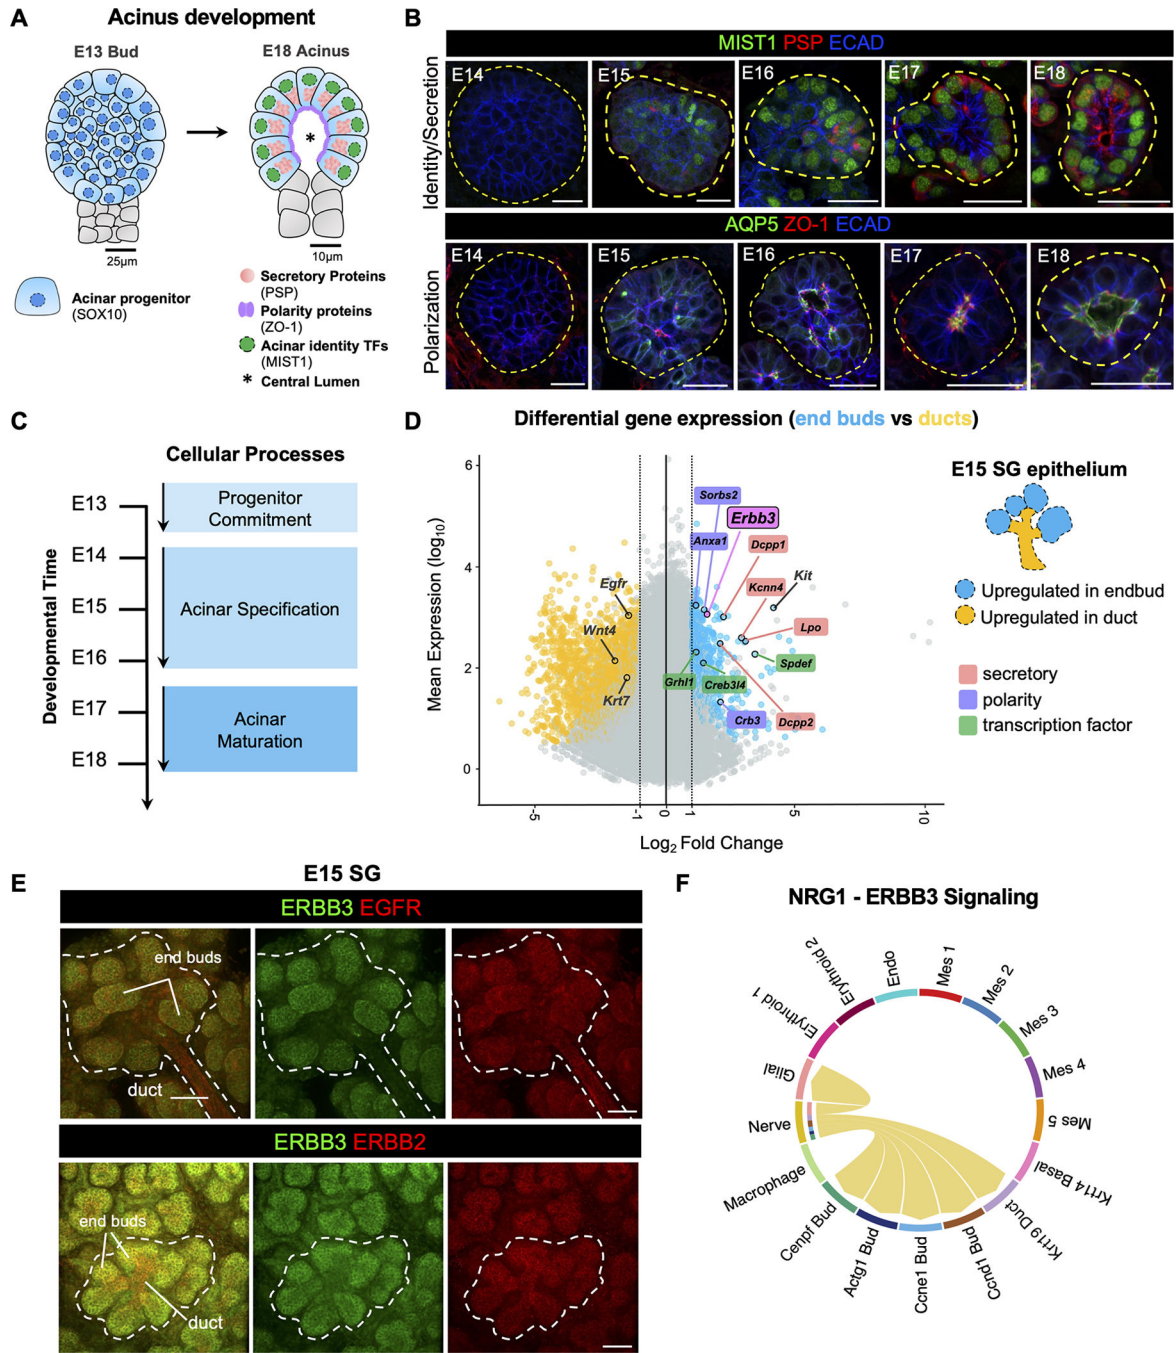 A
Acinus development
E13 Bud
E18 Acinus
*
25μm
10μm
Acinar progenitor
(SOX10)
Secretory Proteins
(PSP)
Polarity proteins
(ZO-1)
Acinar identity TFs
(MIST1)
* Central Lumen
B
MIST1 PSP ECAD
Identity/Secretion
E14
E15
E16
E17
E18
AQP5 ZO-1 ECAD
Polarization
E14
E15
E16
E17
E18
C
Cellular Processes
Developmental Time
E13
E14
E15
E16
E17
E18
Progenitor
Commitment
Acinar Specification
Acinar
Maturation
D
Differential gene expression (end buds vs ducts)
Mean Expression (log10)
6
4
2
0
-5
-1
0
1
5
10
Log2 Fold Change
Sorbs2
Erbb3
Anxa1
Dcpp1
Kcnn4
Kit
Lpo
Spdef
Egfr
Wnt4
Krt7
Grhl1
Creb3l4
Crb3
Dcpp2
E15 SG epithelium
Upregulated in endbud
Upregulated in duct
secretory
polarity
transcription factor
E
E15 SG
ERBB3 EGFR
end buds
duct
ERBB3 ERBB2
end buds
duct
F
NRG1 - ERBB3 Signaling
Endo
Mes 1
Mes 2
Mes 3
Mes 4
Mes 5
Krt14 Basal
Krt19 Duct
Ccnd1 Bud
Ccne1 Bud
Actg1 Bud
Cenpf Bud
Macrophage
Nerve
Glial
Erythroid 1
Erythroid 2